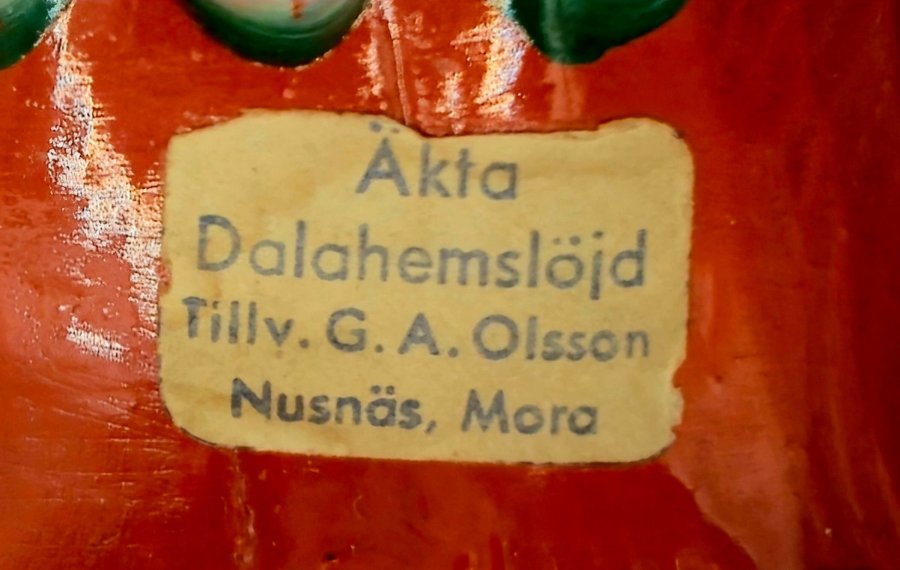 Äkta
Dalahemslöjd
Tillv. G. A. Olsson
Nusnäs, Mora